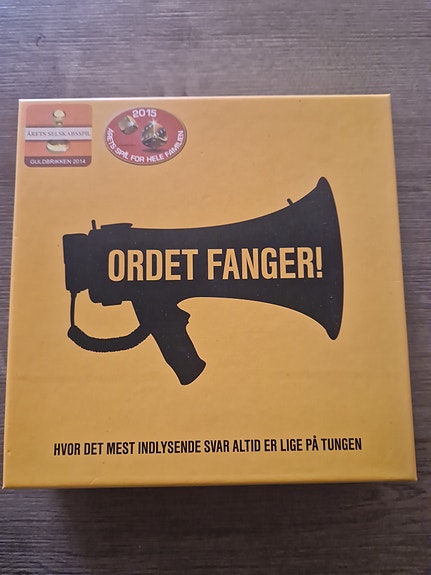 ÅRETS SELSKABSSPIL
GULDBRIKKEN 2014
2015
ÅRETS SPIL FOR HELE FAMILIEN
ORDET FANGER!
HVOR DET MEST INDLYSENDE SVAR ALTID ER LIGE PÅ TUNGEN